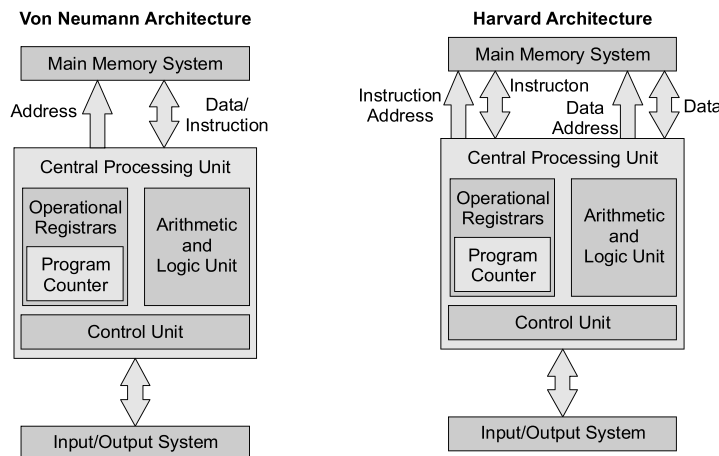 Von Neumann Architecture
Main Memory System
Address
Data/
Instruction
Central Processing Unit
Operational
Registrars
Program
Counter
Arithmetic
and
Logic Unit
Control Unit
Input/Output System
Harvard Architecture
Main Memory System
Instruction
Address
Instructon
Data
Address
Data
Central Processing Unit
Operational
Registrars
Program
Counter
Arithmetic
and
Logic Unit
Control Unit
Input/Output System